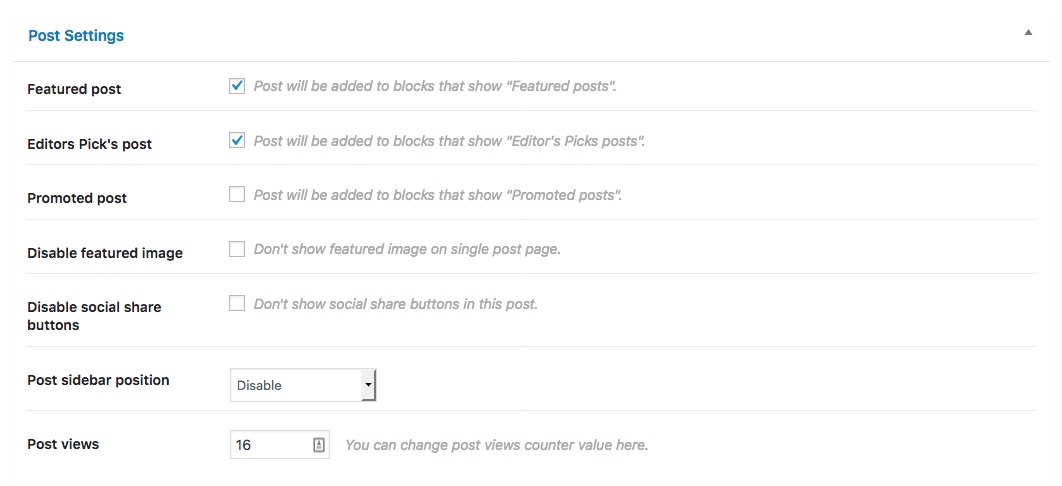 Post Settings
Featured post
Post will be added to blocks that show "Featured posts".
Editors Pick's post
Post will be added to blocks that show "Editor's Picks posts".
Promoted post
Post will be added to blocks that show "Promoted posts".
Disable featured image
Don't show featured image on single post page.
Disable social share
buttons
Don't show social share buttons in this post.
Post sidebar position
Disable
Post views
16
You can change post views counter value here.